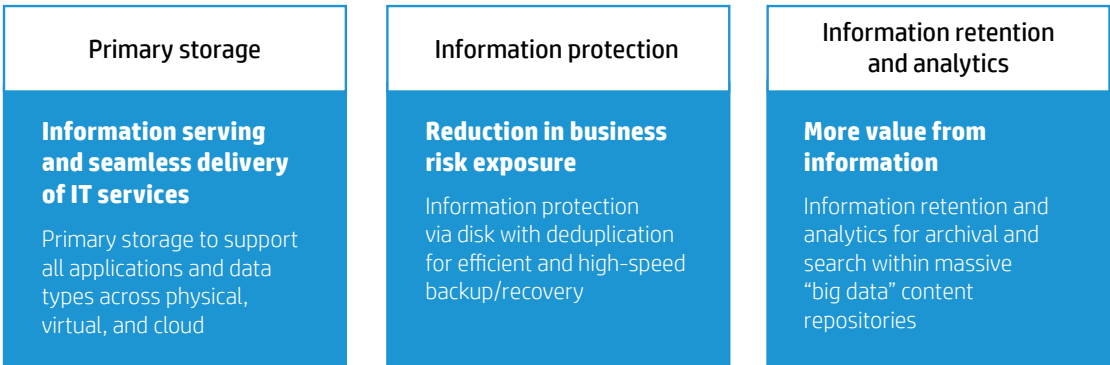 Primary storage
Information serving
and seamless delivery
of IT services
Primary storage to support
all applications and data
types across physical,
virtual, and cloud
Information protection
Reduction in business
risk exposure
Information protection
via disk with deduplication
for efficient and high-speed
backup/recovery
Information retention
and analytics
More value from
information
Information retention and
analytics for archival and
search within massive
“big data” content
repositories